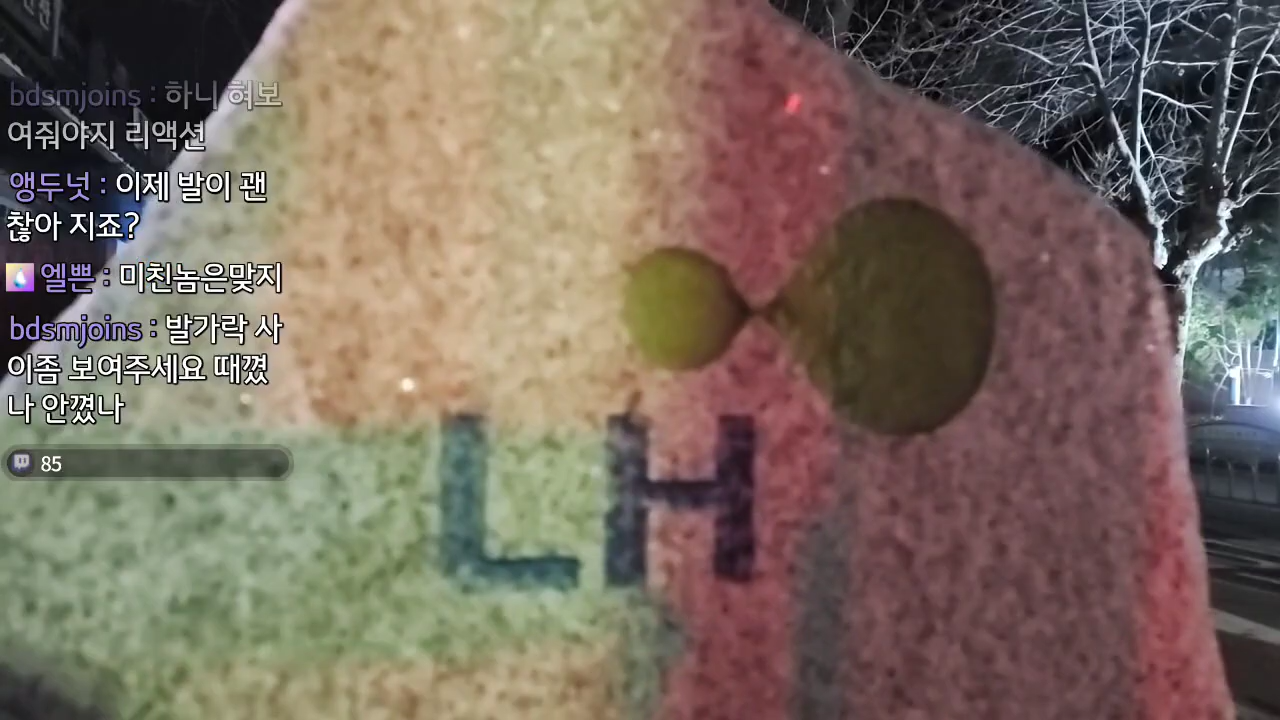 bdsmjoins : 하니 혀보
여줘야지 리액션
앵두넛 : 이제 발이 괜
찮아 지죠?
엘쁜 : 미친놈은맞지
bdsmjoins : 발가락 사
이좀 보여주세요 때꼈
나 안꼈나
85
LH